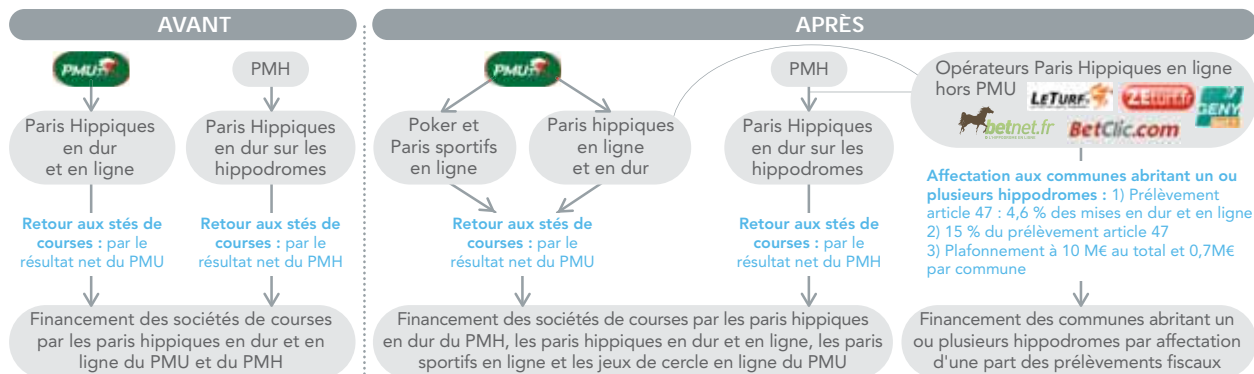 AVANT
PMU
PMH
Paris Hippiques
en dur
et en ligne
Paris Hippiques
en dur sur les
hippodromes
Retour aux stés de
courses : par le
résultat net du PMU
Retour aux stés de
courses : par le
résultat net du PMH
Financement des sociétés de courses
par les paris hippiques en dur et en
ligne du PMU et du PMH
APRÈS
PMU
PMH
Poker et
Paris sportifs
en ligne
Paris hippiques
en ligne
et en dur
Paris Hippiques
en dur sur les
hippodromes
Retour aux stés de
courses : par le
résultat net du PMU
Retour aux stés de
courses : par le
résultat net du PMH
Financement des sociétés de courses par les paris hippiques
en dur du PMH, les paris hippiques en dur et en ligne, les paris
sportifs en ligne et les jeux de cercle en ligne du PMU
Opérateurs Paris Hippiques en ligne
hors PMU
LETURF
ZEturf.fr
GENY
betnet.fr
BetClic.com
Affectation aux communes abritant un ou
plusieurs hippodromes : 1) Prélèvement
article 47 : 4,6 % des mises en dur et en ligne
2) 15 % du prélèvement article 47
3) Plafonnement à 10 M€ au total et 0,7M€
par commune
Financement des communes abritant un
ou plusieurs hippodromes par affectation
d'une part des prélèvements fiscaux